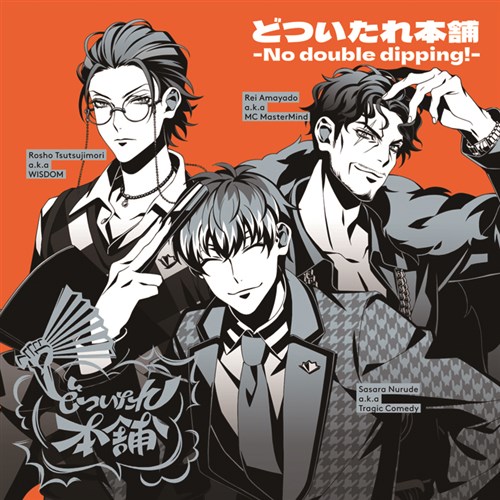 どついたれ本舗
-No double dipping!-
Rei Amayado
a.k.a
MC MasterMind
Rosho Tsutsujimori
a.k.a
WISDOM
Sasara Nurude
a.k.a
Tragic Comedy
どついたれ
本舗